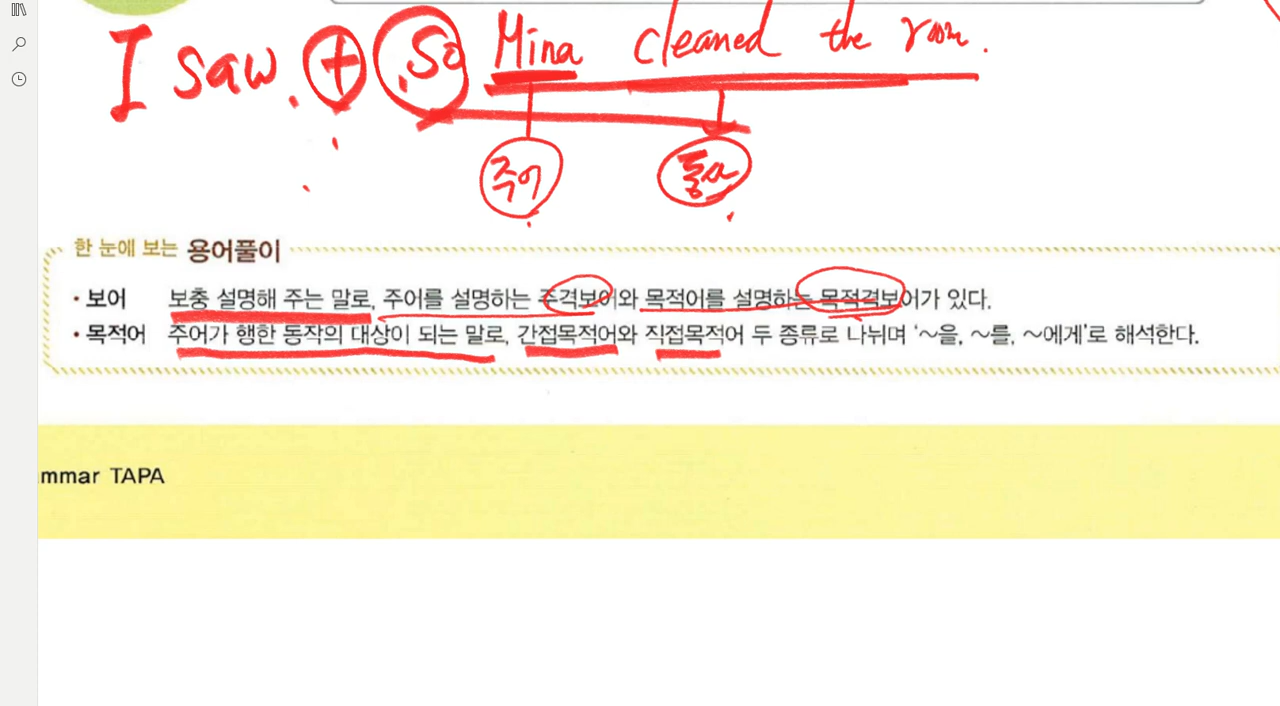 I saw. + .So Mina cleaned the room.
주어 동사
한 눈에 보는 용어풀이
• 보어 보충 설명해 주는 말로, 주어를 설명하는 주격보어와 목적어를 설명하는 목적격보어가 있다.
• 목적어 주어가 행한 동작의 대상이 되는 말로, 간접목적어와 직접목적어 두 종류로 나뉘며 '~을, ~를, ~에게'로 해석한다.
mmar TAPA